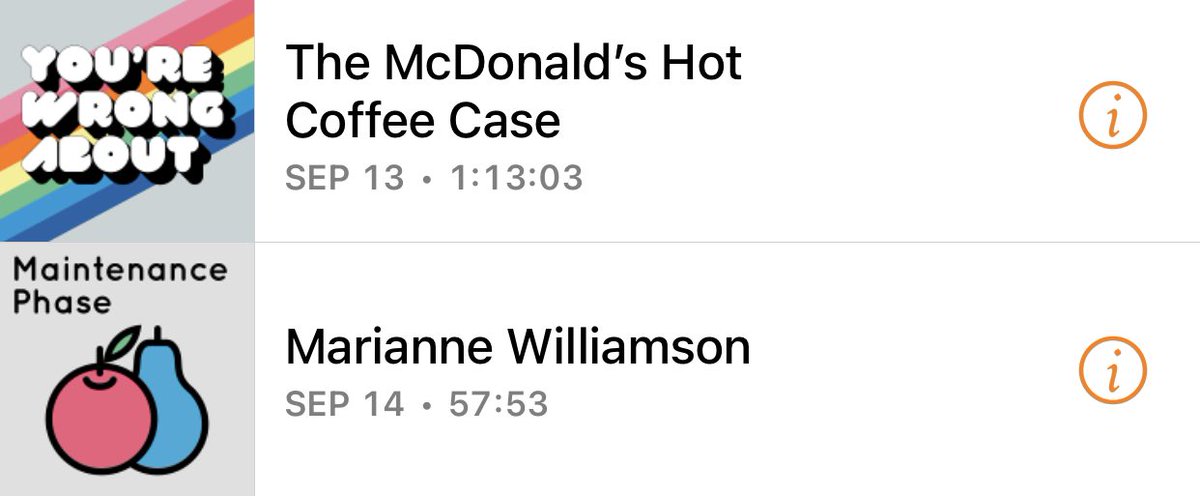 YOU'RE
WRONG
ABOUT
The McDonald’s Hot
Coffee Case
SEP 13 • 1:13:03
i
Maintenance
Phase
Marianne Williamson
SEP 14 • 57:53
i